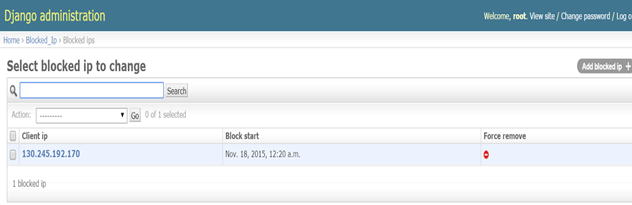 Django administration
Welcome, root. View site / Change password / Log o
Home › Blocked_Ip › Blocked ips
Select blocked ip to change
Add blocked ip +
Search
Action: --------- Go 0 of 1 selected
Client ip Block start Force remove
130.245.192.170 Nov. 18, 2015, 12:20 a.m.
1 blocked ip